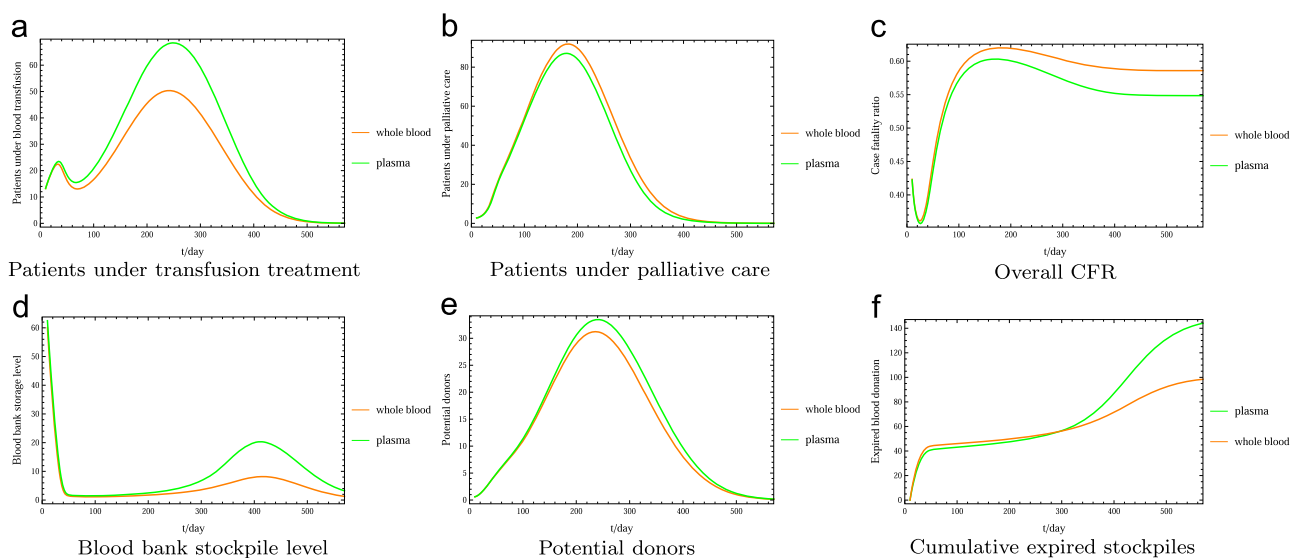 a
Patients under blood transfusion
60
50
40
30
20
10
0
0
100
200
300
400
500
t/day
whole blood
plasma
Patients under transfusion treatment
b
Patients under palliative care
80
60
40
20
0
0
100
200
300
400
500
t/day
whole blood
plasma
Patients under palliative care
c
Case fatality ratio
0.60
0.55
0.50
0.45
0.40
0
100
200
300
400
500
t/day
whole blood
plasma
Overall CFR
d
Blood bank storage level
60
50
40
30
20
10
0
0
100
200
300
400
500
t/day
whole blood
plasma
Blood bank stockpile level
e
Potential donors
30
25
20
15
10
5
0
0
100
200
300
400
500
t/day
whole blood
plasma
Potential donors
f
Expired blood donation
140
120
100
80
60
40
20
0
0
100
200
300
400
500
t/day
plasma
whole blood
Cumulative expired stockpiles